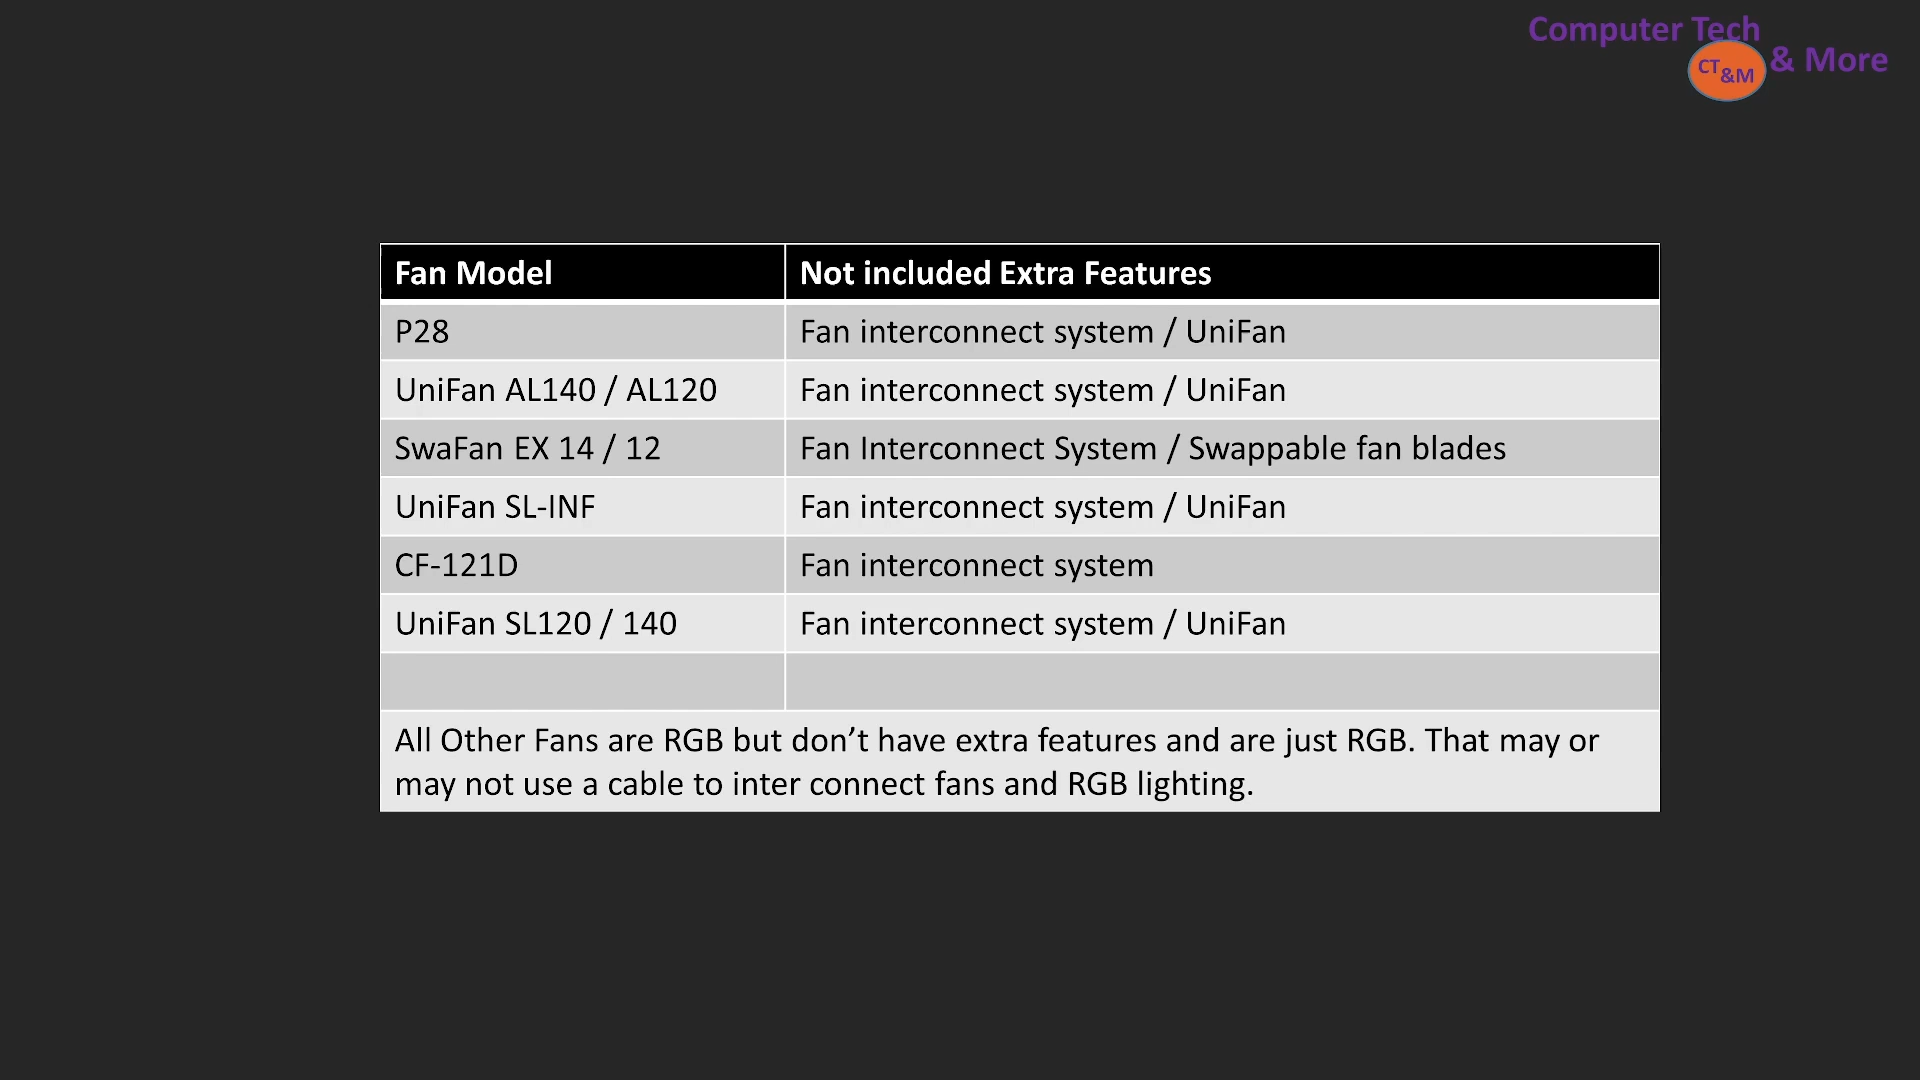 Computer Tech
& More
CT
&M
Fan Model Not included Extra Features
P28 Fan interconnect system / UniFan
UniFan AL140 / AL120 Fan interconnect system / UniFan
SwaFan EX 14 / 12 Fan Interconnect System / Swappable fan blades
UniFan SL-INF Fan interconnect system / UniFan
CF-121D Fan interconnect system
UniFan SL120 / 140 Fan interconnect system / UniFan
All Other Fans are RGB but don’t have extra features and are just RGB. That may or
may not use a cable to inter connect fans and RGB lighting.